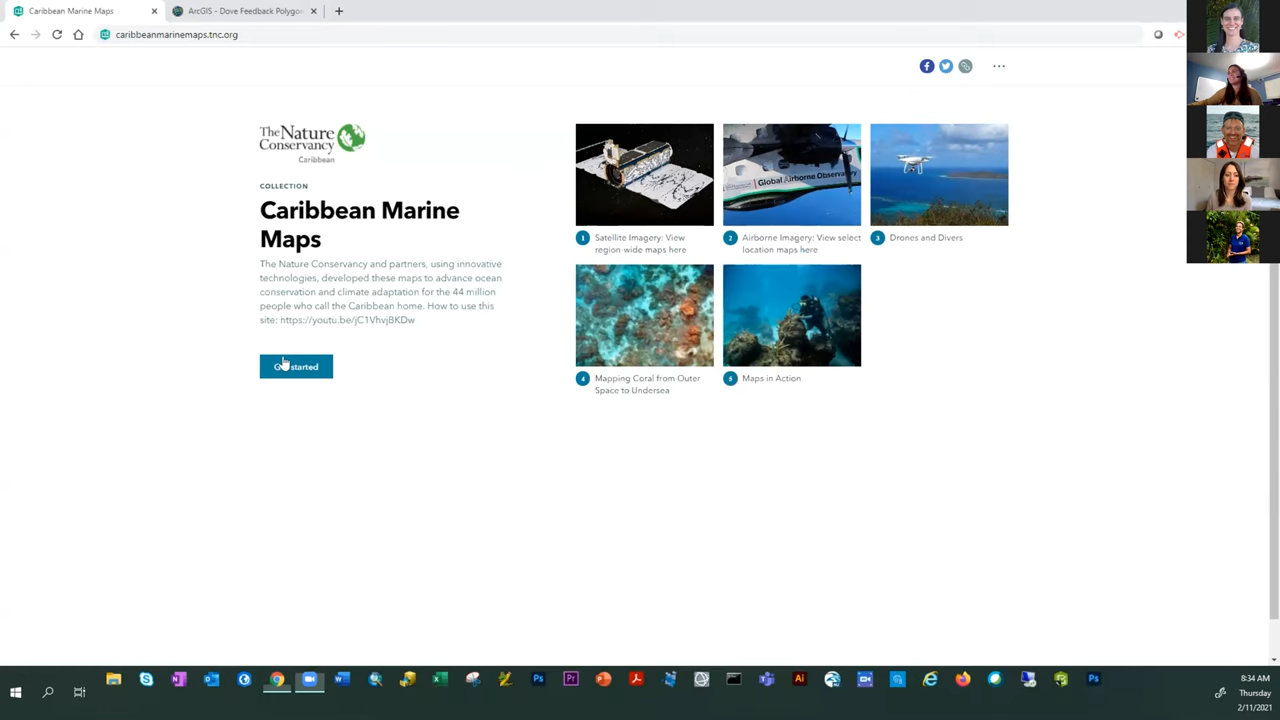 Caribbean Marine Maps
ArcGIS - Dove Feedback Polygon
caribbeanmarinemaps.tnc.org
The Nature
Conservancy
Caribbean
COLLECTION
Caribbean Marine
Maps
The Nature Conservancy and partners, using innovative
technologies, developed these maps to advance ocean
conservation and climate adaptation for the 44 million
people who call the Caribbean home. How to use this
site: https://youtu.be/jC1VhvjBKDw
started
Global Airborne Observatory
1 Satellite Imagery: View
region wide maps here
2 Airborne Imagery: View select
location maps here
3 Drones and Divers
4 Mapping Coral from Outer
Space to Undersea
5 Maps in Action
8:34 AM
Thursday
2/11/2021